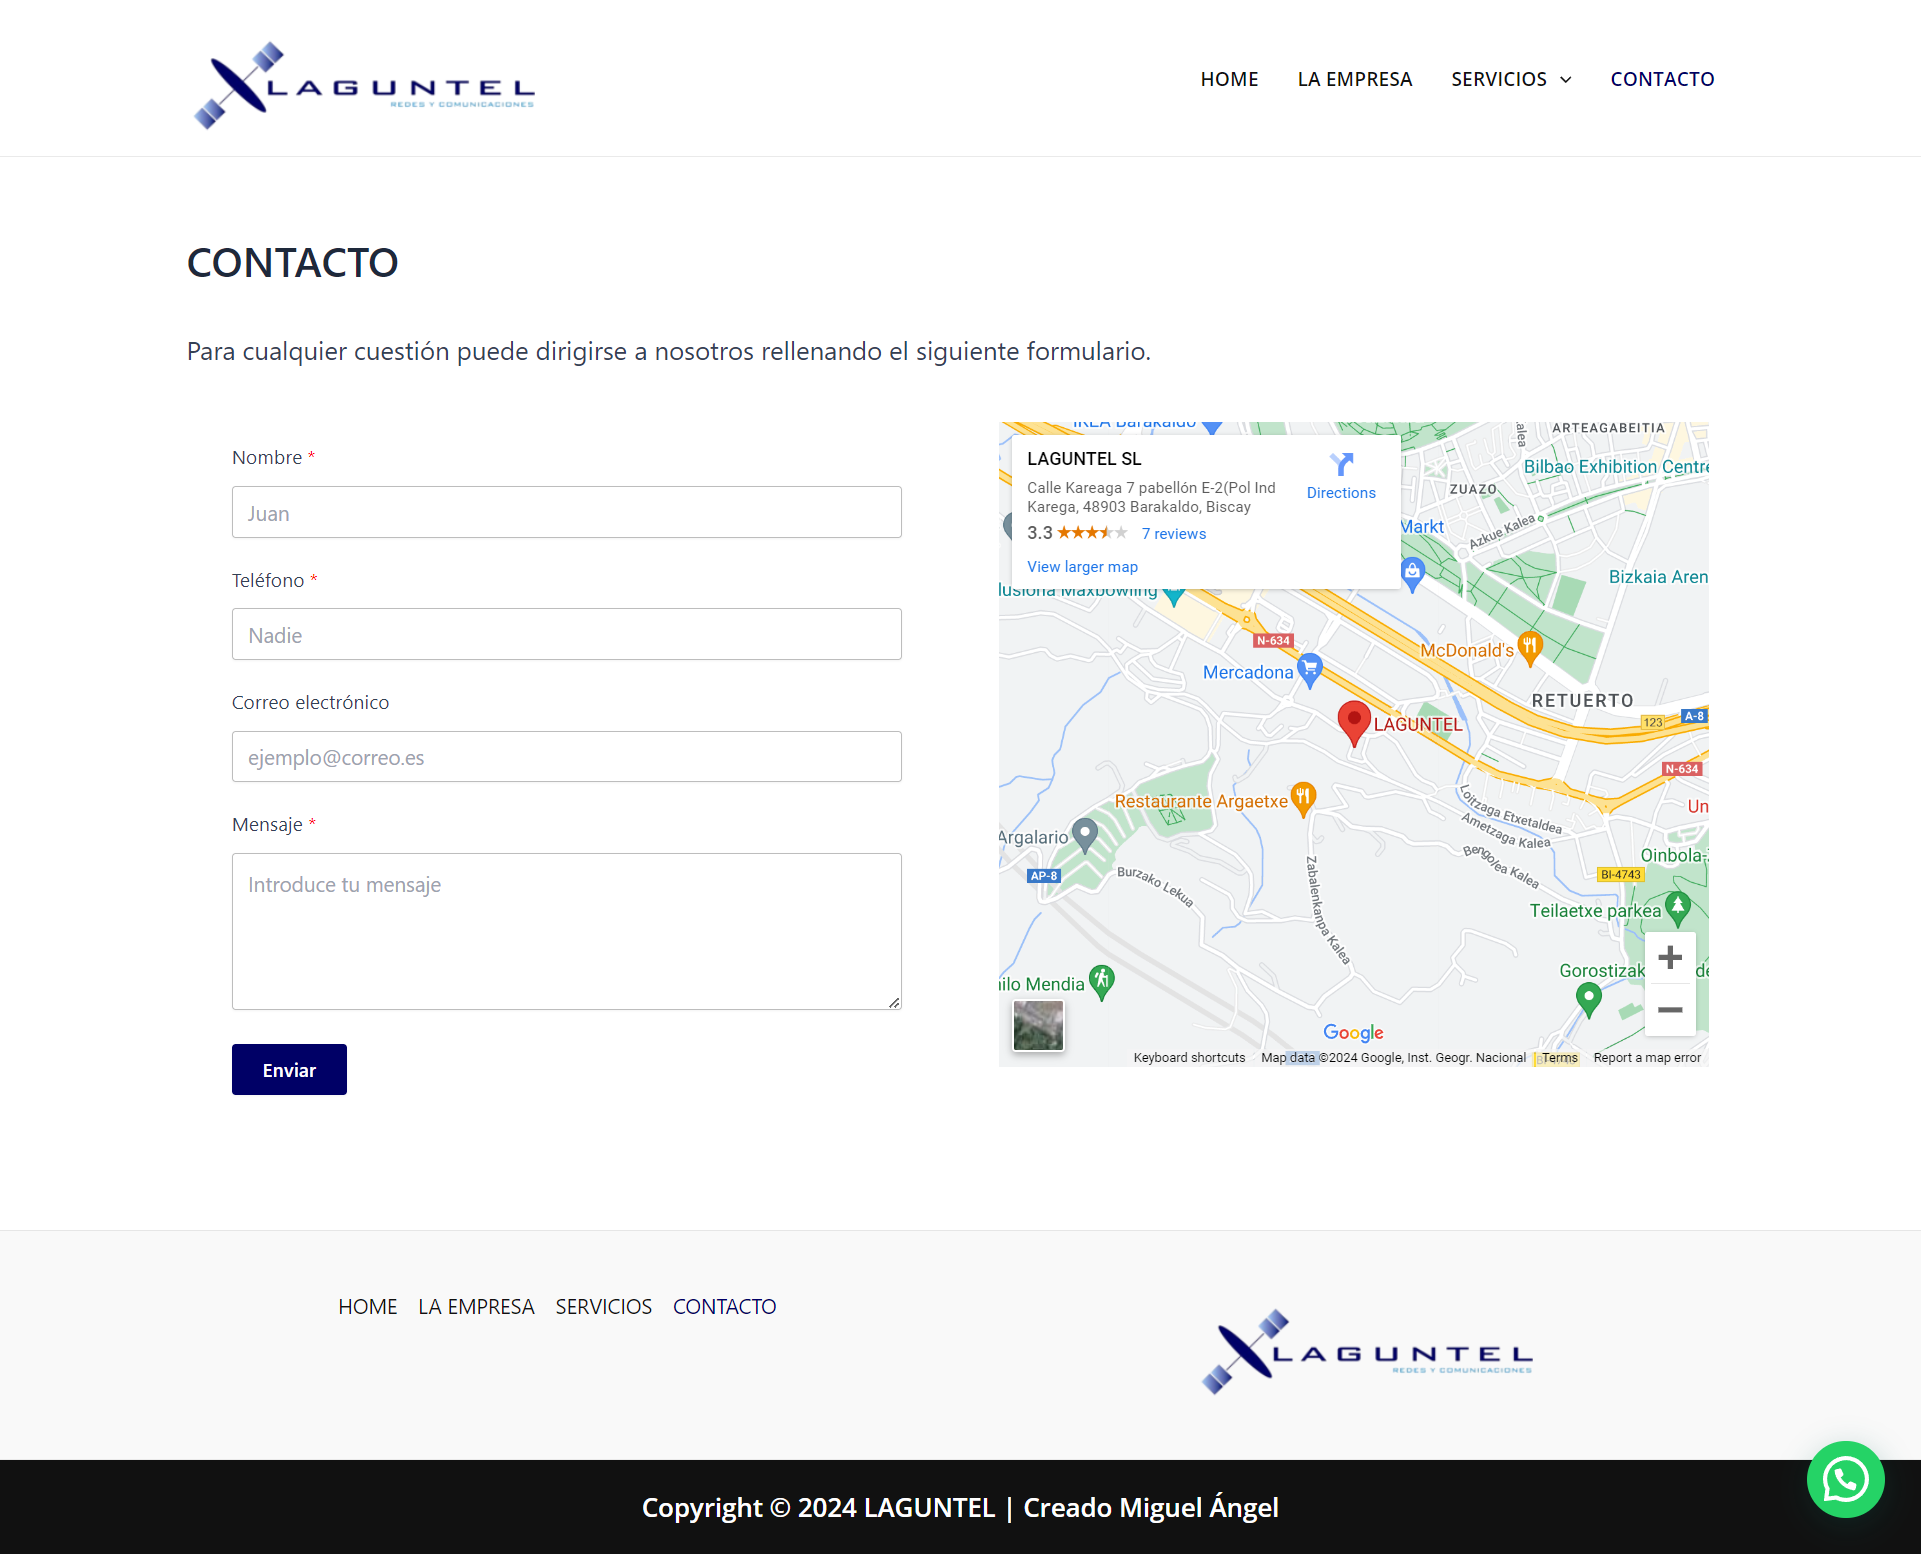 LAGUNTEL
REDES Y COMUNICACIONES
HOME LA EMPRESA SERVICIOS CONTACTO
CONTACTO
Para cualquier cuestión puede dirigirse a nosotros rellenando el siguiente formulario.
Nombre *
Juan
Teléfono *
Nadie
Correo electrónico
ejemplo@correo.es
Mensaje *
Introduce tu mensaje
Enviar
IKEA Barakaldo
ARTEAGABEITIA
LAGUNTEL SL
Calle Kareaga 7 pabellón E-2(Pol Ind
Karega, 48903 Barakaldo, Biscay
3.3
7 reviews
View larger map
Directions
Bilbao Exhibition Centre
ZUAZO
Markt
Azkue Kalea
Bizkaia Aren
Maxbowling
N-634
McDonald's
Mercadona
RETUERTO
123
A-8
LAGUNTEL
N-634
Un
Restaurante Argaetxe
Loitzaga Etxetaldea
Ametzaga Kalea
Bengolea Kalea
Argalario
AP-8
Burzako Lekua
Zabalenkanpa Kalea
Oinbola-
BI-4743
Teilaetxe parkea
Gorostizak
ilo Mendia
Google
Keyboard shortcuts Map data ©2024 Google, Inst. Geogr. Nacional Terms Report a map error
HOME LA EMPRESA SERVICIOS CONTACTO
LAGUNTEL
REDES Y COMUNICACIONES
Copyright © 2024 LAGUNTEL | Creado Miguel Ángel